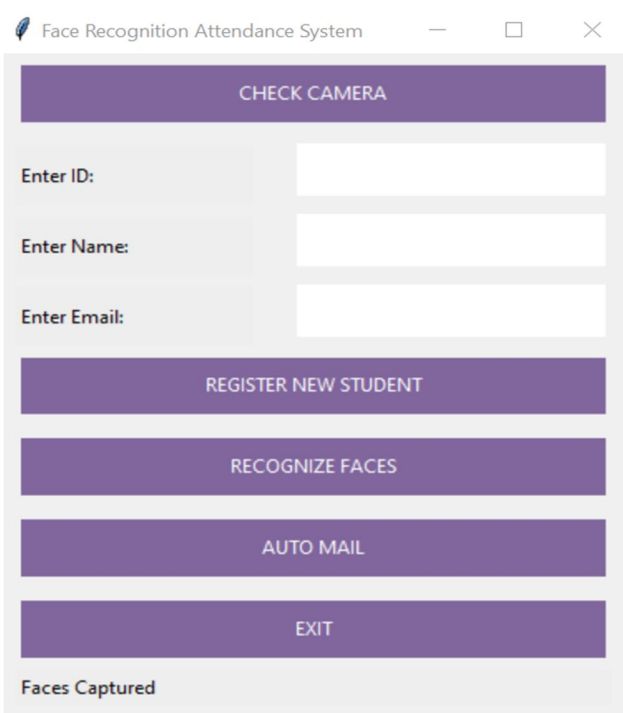 Face Recognition Attendance System
CHECK CAMERA
Enter ID:
Enter Name:
Enter Email:
REGISTER NEW STUDENT
RECOGNIZE FACES
AUTO MAIL
EXIT
Faces Captured